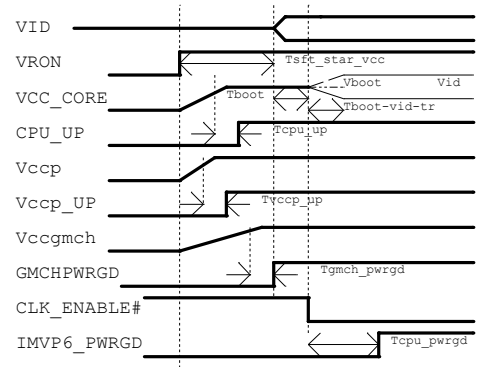 VID
VRON
Tsft_star_vcc
VCC_CORE
Tboot
Vboot
Vid
Tboot-vid-tr
CPU_UP
Tcpu_up
Vccp
Vccp_UP
Tvccp_up
Vccgmch
GMCHPWRGD
Tgmch_pwrgd
CLK_ENABLE#
IMVP6_PWRGD
Tcpu_pwrgd